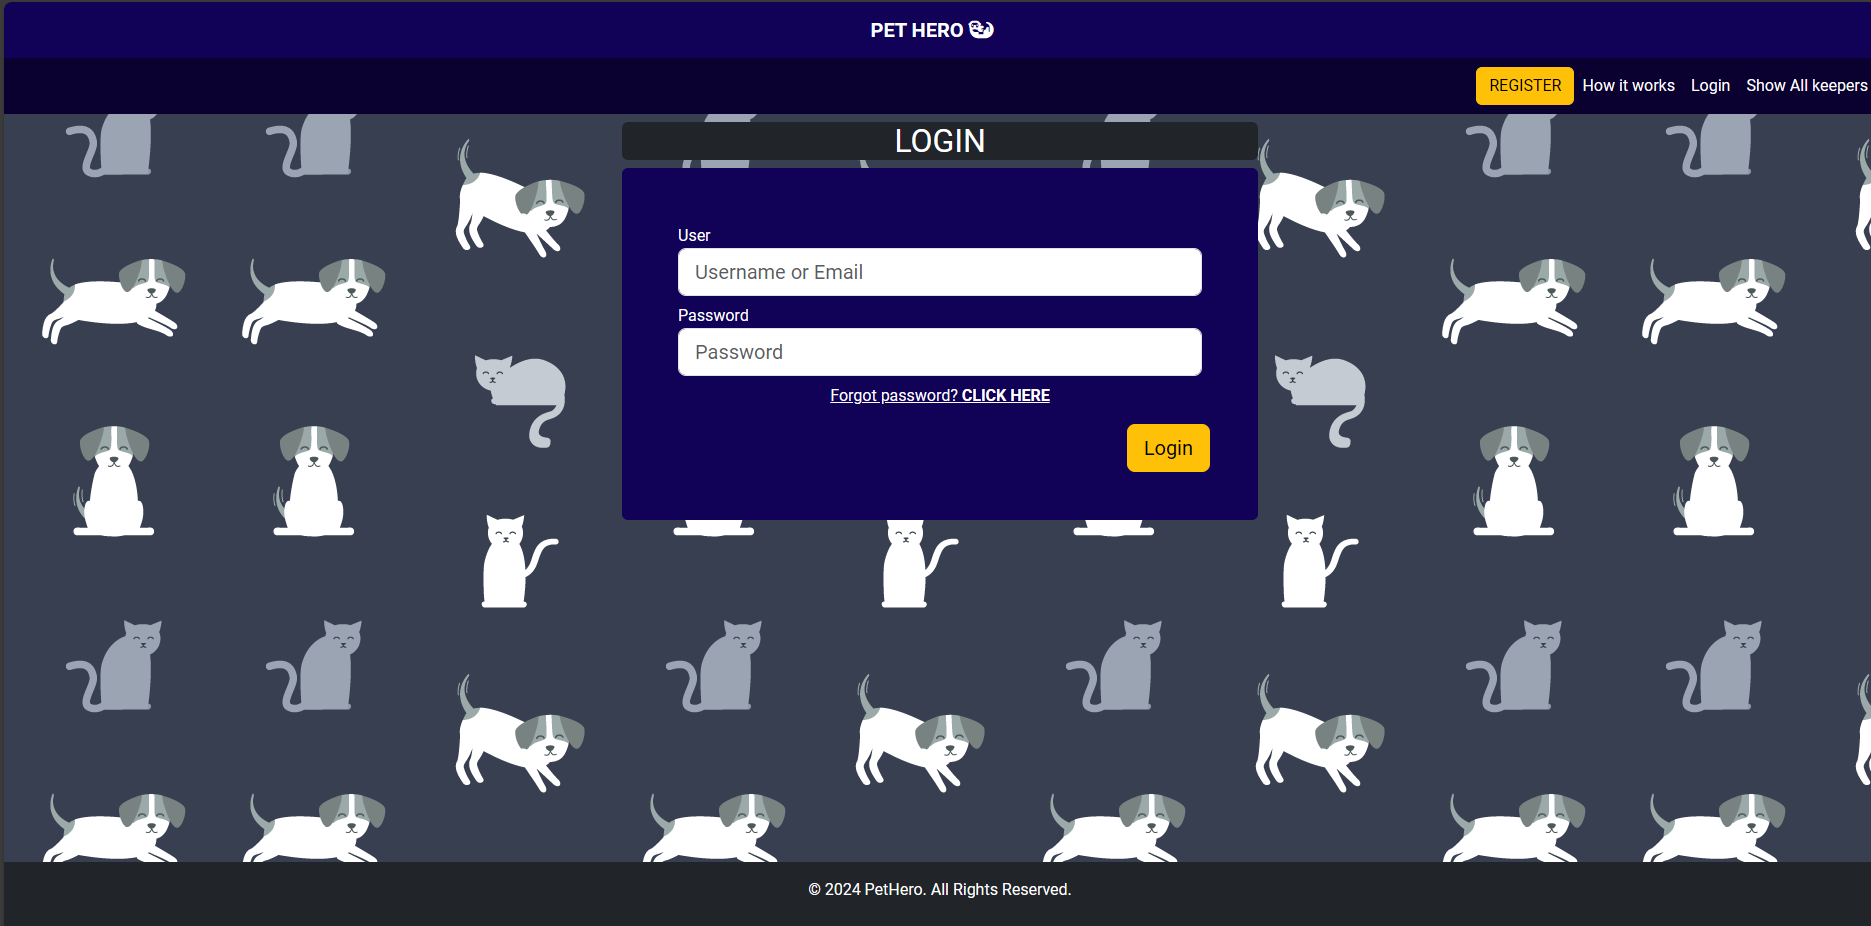 PET HERO
REGISTER How it works Login Show All keepers
LOGIN
User
Username or Email
Password
Password
Forgot password? CLICK HERE
Login
© 2024 PetHero. All Rights Reserved.